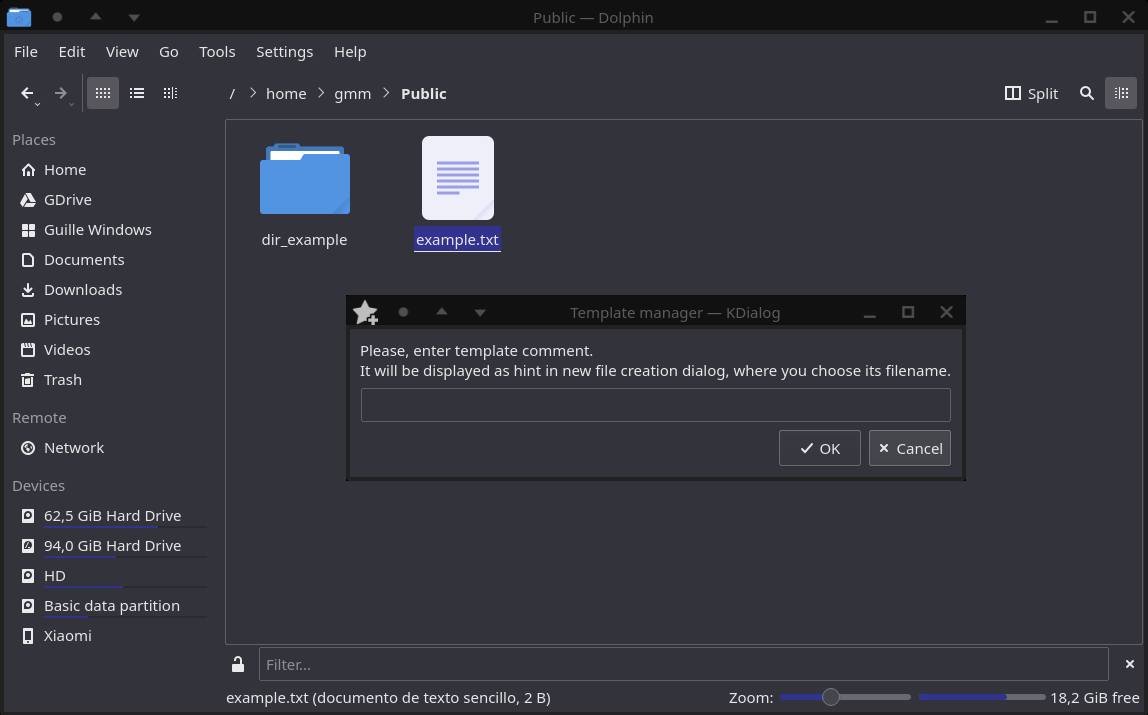 Public — Dolphin
File Edit View Go Tools Settings Help
/ home gmm Public
Split
Places
Home
GDrive
Guille Windows
Documents
Downloads
Pictures
Videos
Trash
Remote
Network
Devices
62,5 GiB Hard Drive
94,0 GiB Hard Drive
HD
Basic data partition
Xiaomi
dir_example
example.txt
Template manager — KDialog
Please, enter template comment.
It will be displayed as hint in new file creation dialog, where you choose its filename.
OK
Cancel
Filter...
example.txt (documento de texto sencillo, 2 B)
Zoom:
18,2 GiB free